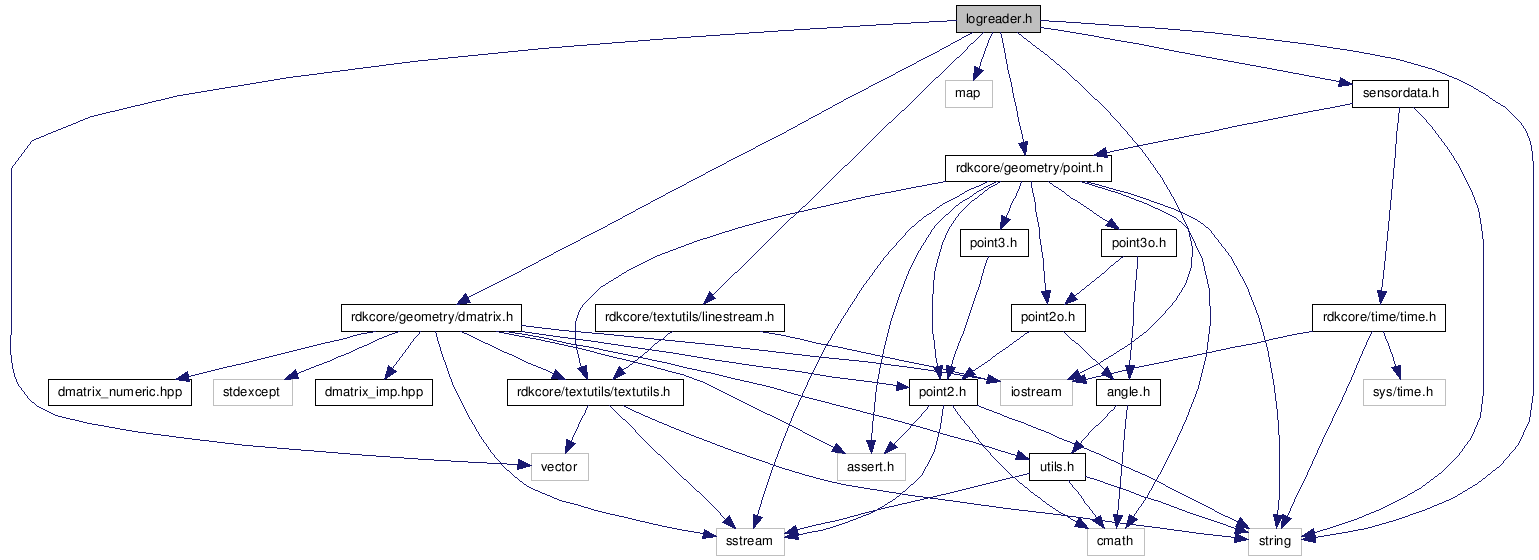 logreader.h
map
sensordata.h
rdkcore/geometry/point.h
point3.h
point3o.h
rdkcore/geometry/dmatrix.h
rdkcore/textutils/linestream.h
point2o.h
rdkcore/time/time.h
dmatrix_numeric.hpp
stdexcept
dmatrix_imp.hpp
rdkcore/textutils/textutils.h
point2.h
iostream
angle.h
sys/time.h
vector
assert.h
utils.h
sstream
cmath
string